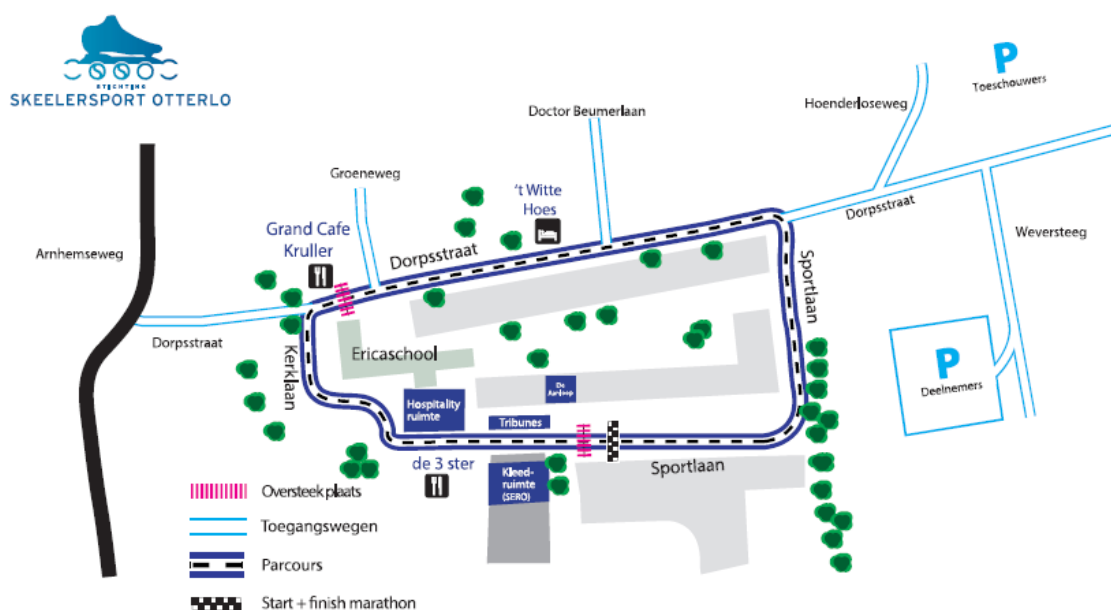 STICHTING
SKEELERSPORT OTTERLO
P
Toeschouwers
Hoenderloseweg
Doctor Beumerlaan
Groeneweg
't Witte
Hoes
Grand Cafe
Kruller
Dorpsstraat
Dorpsstraat
Weversteeg
Arnhemseweg
Sportlaan
Dorpsstraat
Kerklaan
Ericaschool
P
Deelnemers
De
Aanloop
Hospitality
ruimte
Tribunes
de 3 ster
Kleed-
ruimte
(SERO)
Sportlaan
Oversteek plaats
Toegangswegen
Parcours
Start + finish marathon